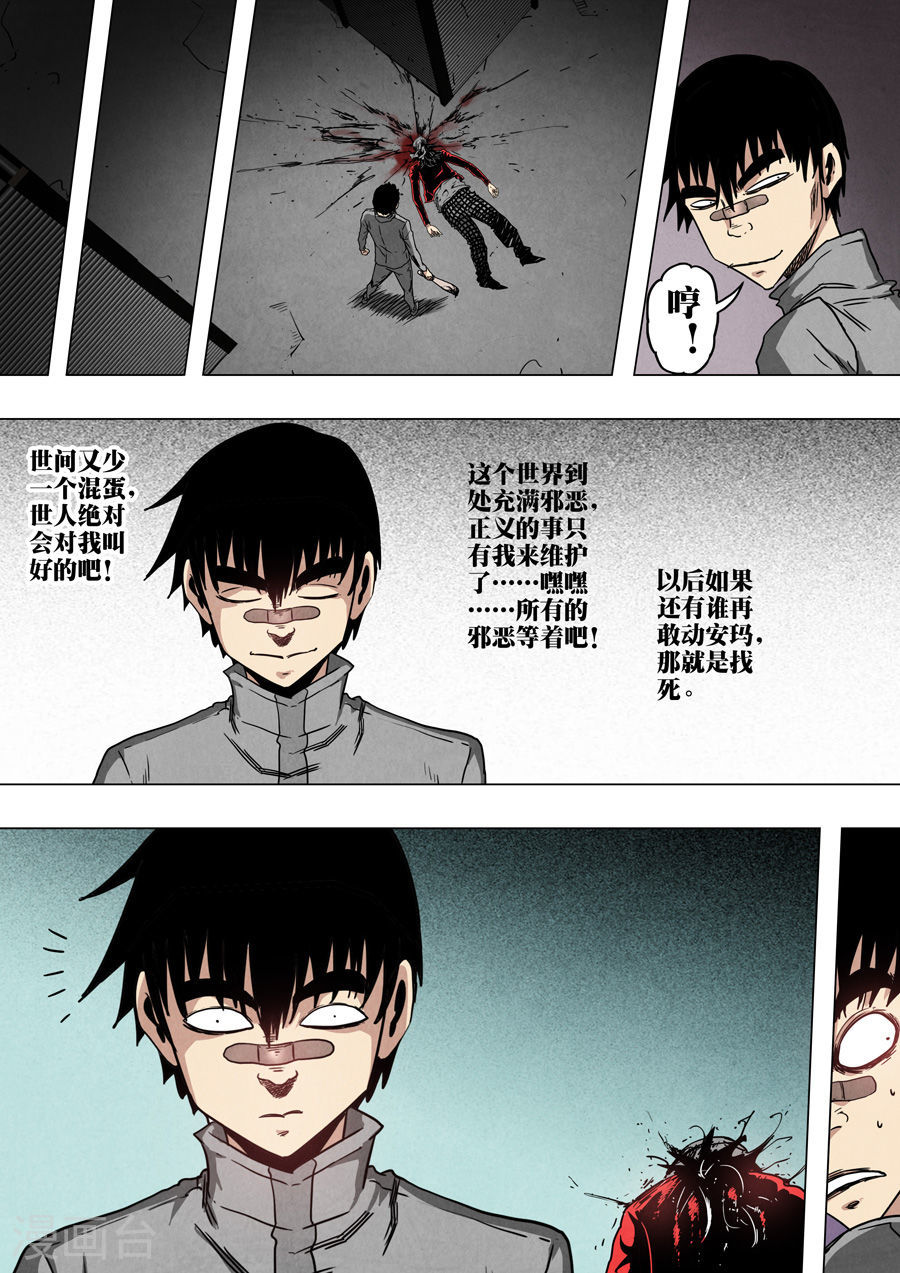 哼！
世间又少
一个混蛋，
世人绝对
会对我叫
好的吧！
这个世界到
处充满邪恶，
正义的事只
有我来维护
了……嘿嘿
……所有的
邪恶等着吧！
以后如果
还有谁再
敢动安玛，
那就是找
死。
漫画台